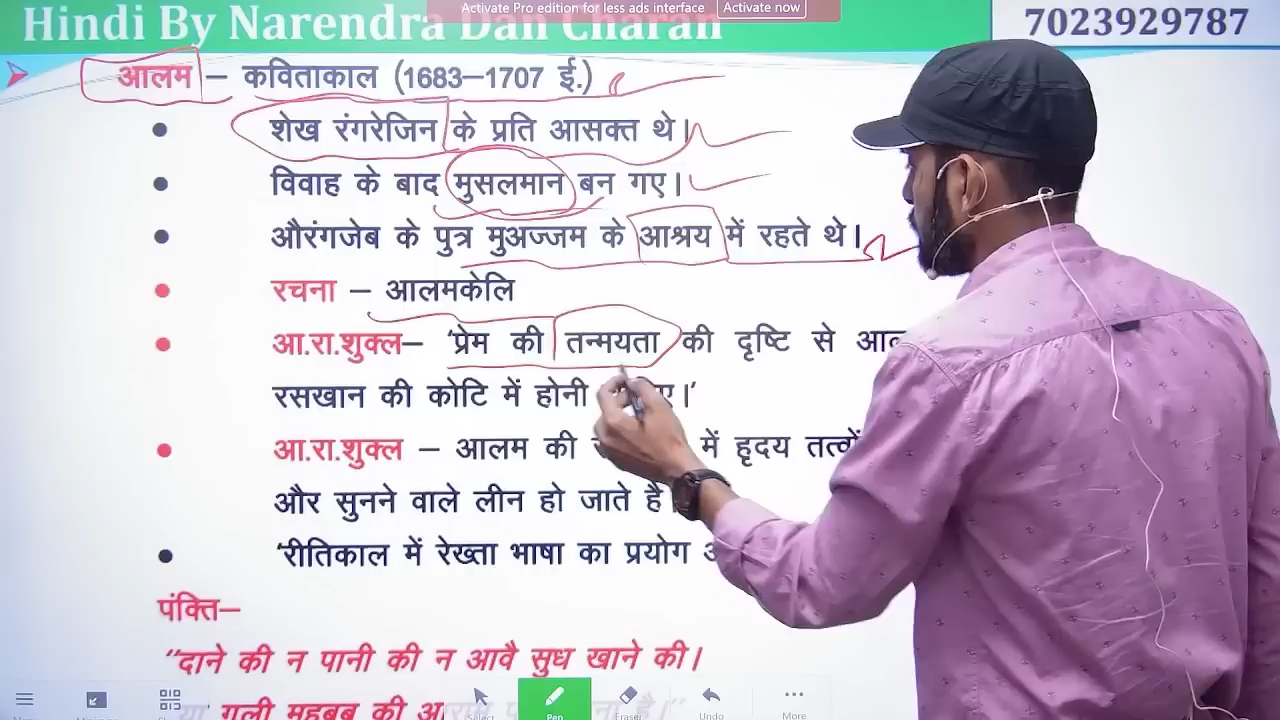 Activate Pro edition for less ads interface Activate now
Hindi By Narendra Dan Charan
7023929787
आलम – कविताकाल (1683–1707 ई.)
शेख रंगरेजिन के प्रति आसक्त थे।
विवाह के बाद मुसलमान बन गए।
औरंगजेब के पुत्र मुअज्जम के आश्रय में रहते थे।
रचना – आलमकेलि
आ.रा.शुक्ल– ‘प्रेम की तन्मयता की दृष्टि से
रसखान की कोटि में होनी
आ.रा.शुक्ल – आलम की में हृदय तत्वों
और सुनने वाले लीन हो जाते है
‘रीतिकाल में रेख्ता भाषा का प्रयोग
पंक्ति–
‘‘दाने की न पानी की न आवै सुध खाने की।
गली महबूब की
Select Pen Eraser Undo More